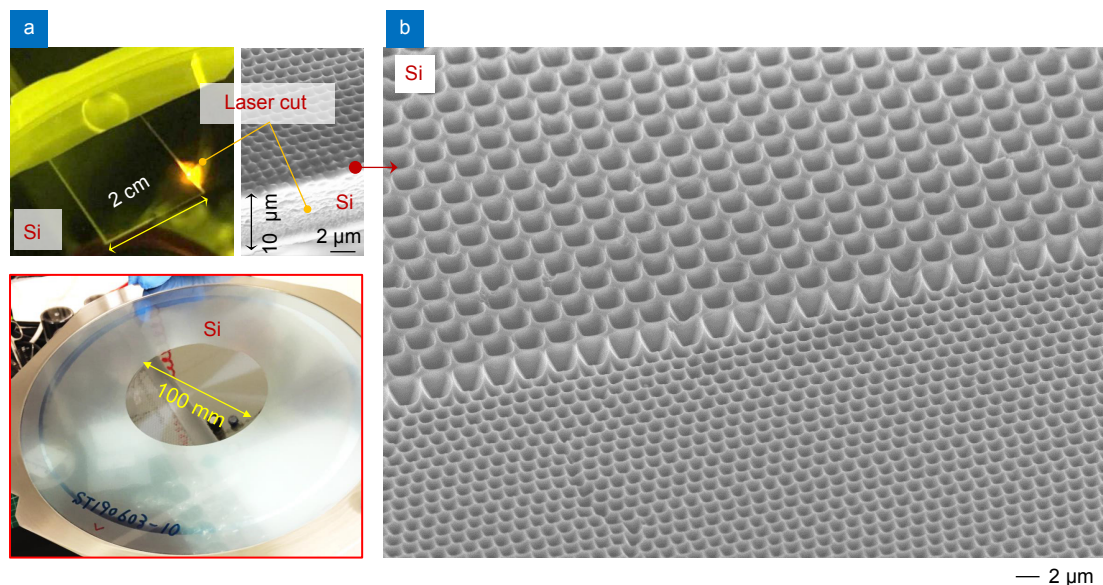 a
Laser cut
2 cm
Si
10 μm
Si
2 μm
Si
100 mm
ST190603-10
b
Si
2 μm